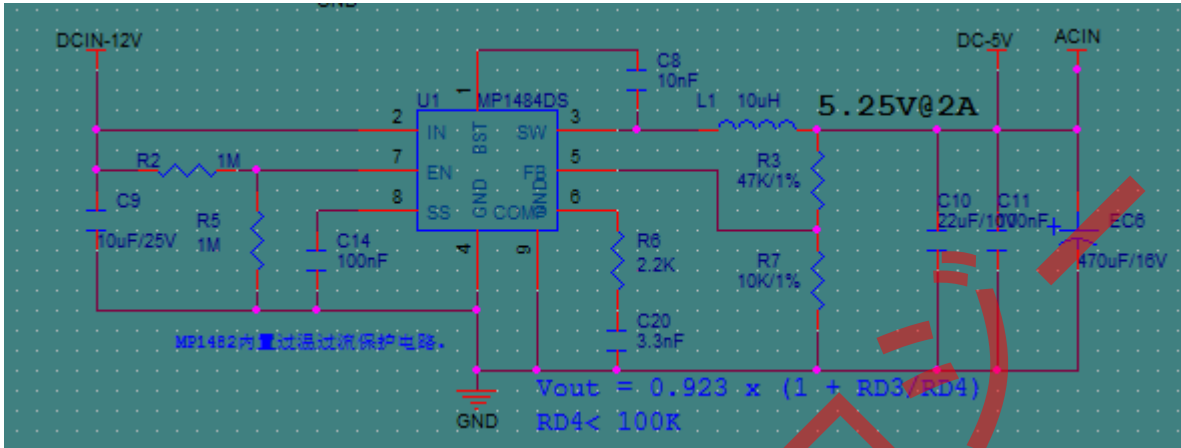 GND
DCIN-12V
DC-5V
ACIN
C8
10nF
U1
MP1484DS
L1
10uH
5.25V@2A
1
2
IN
BST
SW
3
R2
1M
7
EN
FB
5
R3
47K/1%
8
SS
GND
COMP
GND
6
C9
10uF/25V
R5
1M
C14
100nF
4
9
R6
2.2K
R7
10K/1%
C10
22uF/10V
C11
100nF
EC6
470uF/16V
C20
3.3nF
MP1482内置过温过流保护电路.
Vout = 0.923 x (1 + RD3/RD4)
GND
RD4< 100K